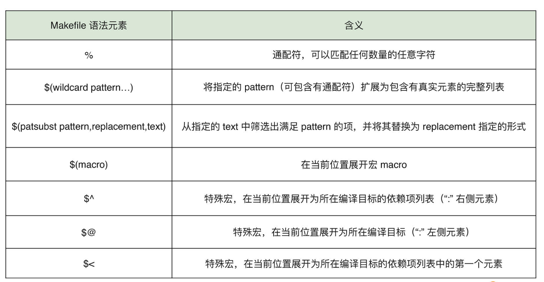 Makefile 语法元素 含义
% 通配符，可以匹配任何数量的任意字符
$(wildcard pattern…) 将指定的 pattern（可包含有通配符）扩展为包含有真实元素的完整列表
$(patsubst pattern,replacement,text) 从指定的 text 中筛选出满足 pattern 的项，并将其替换为 replacement 指定的形式
$(macro) 在当前位置展开宏 macro
$^ 特殊宏，在当前位置展开为所在编译目标的依赖项列表（“:” 右侧元素）
$@ 特殊宏，在当前位置展开为所在编译目标（“:” 左侧元素）
$< 特殊宏，在当前位置展开为所在编译目标的依赖项列表中的第一个元素